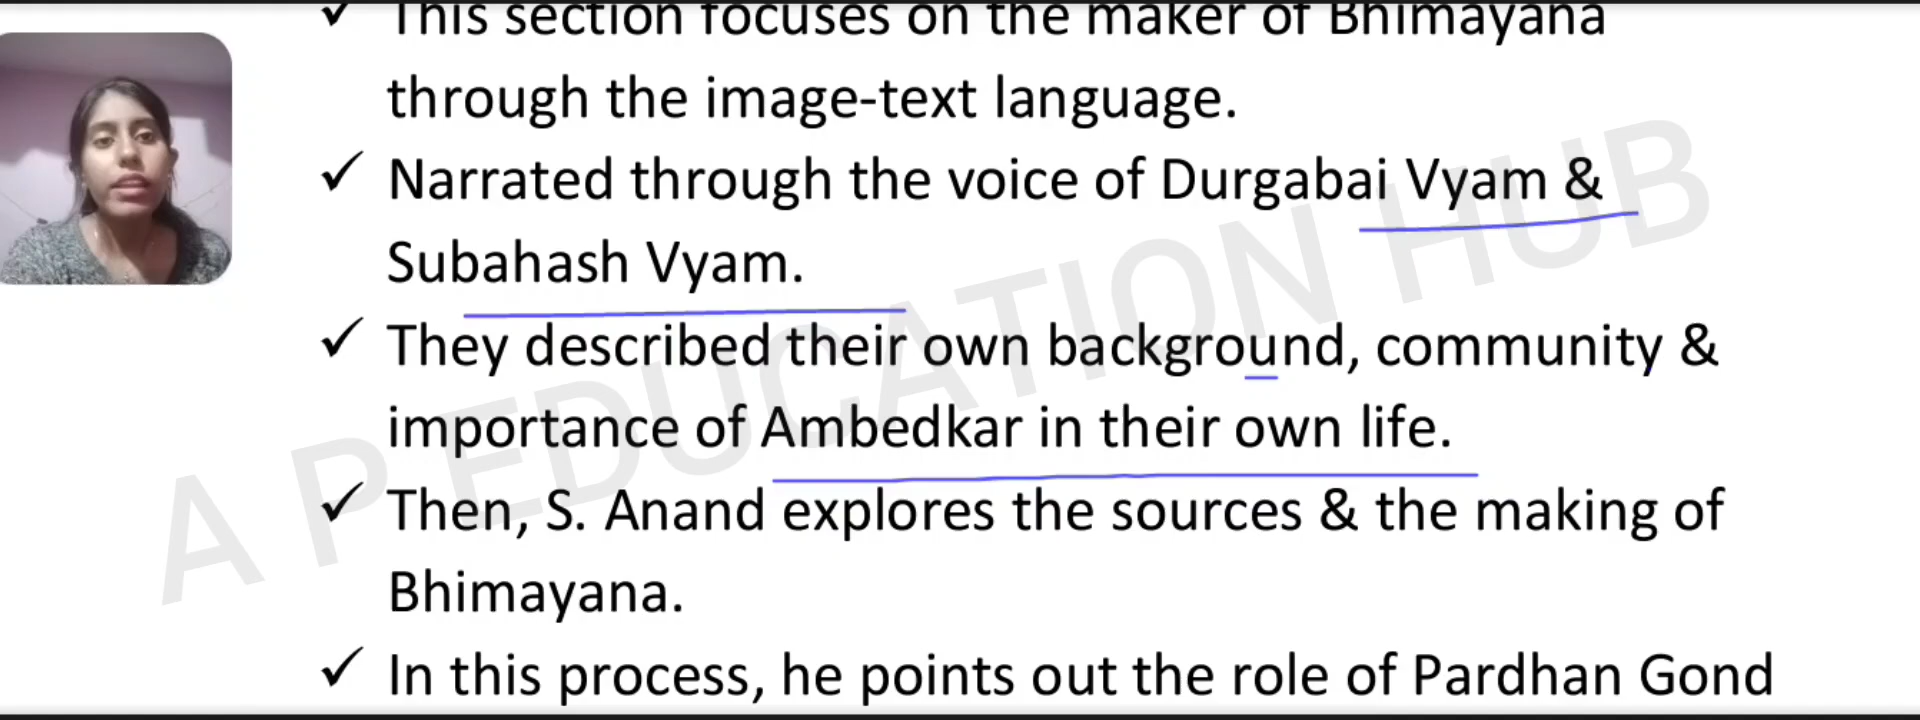 This section focuses on the maker of Bhimayana
through the image-text language.
✓ Narrated through the voice of Durgabai Vyam &
Subahash Vyam.
✓ They described their own background, community &
importance of Ambedkar in their own life.
✓ Then, S. Anand explores the sources & the making of
Bhimayana.
✓ In this process, he points out the role of Pardhan Gond
A P EDUCATION HUB